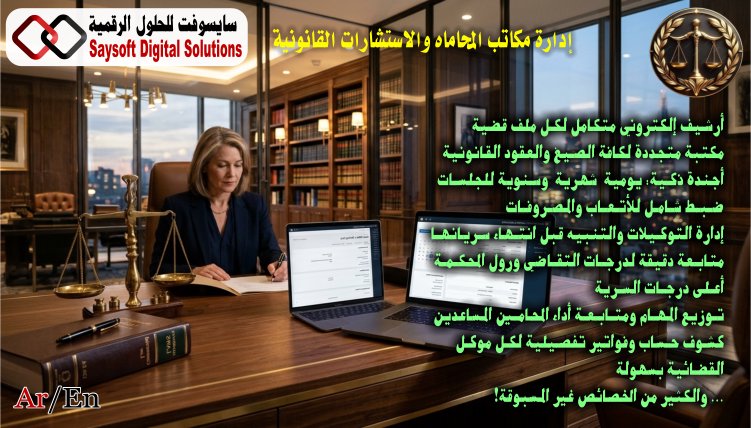 سايسوفت للحلول الرقمية
Saysoft Digital Solutions
إدارة مكاتب المحاماه والاستشارات القانونية
أرشيف إلكتروني متكامل لكل ملف قضية
مكتبة متجددة لكافة الصيغ والعقود القانونية
أجندة ذكية: يومية شهرية وسنوية للجلسات
ضبط شامل للأتعاب والمصروفات
إدارة التوكيلات والتنبيه قبل انتهاء سريانها
متابعة دقيقة لدرجات التقاضي ورول المحكمة
أعلى درجات السرية
توزيع المهام ومتابعة أداء المحامين المساعدين
كشوف حساب وفواتير تفصيلية لكل موكل
القضائية بسهولة
... والكثير من الخصائص غير المسبوقة!
Ar/En